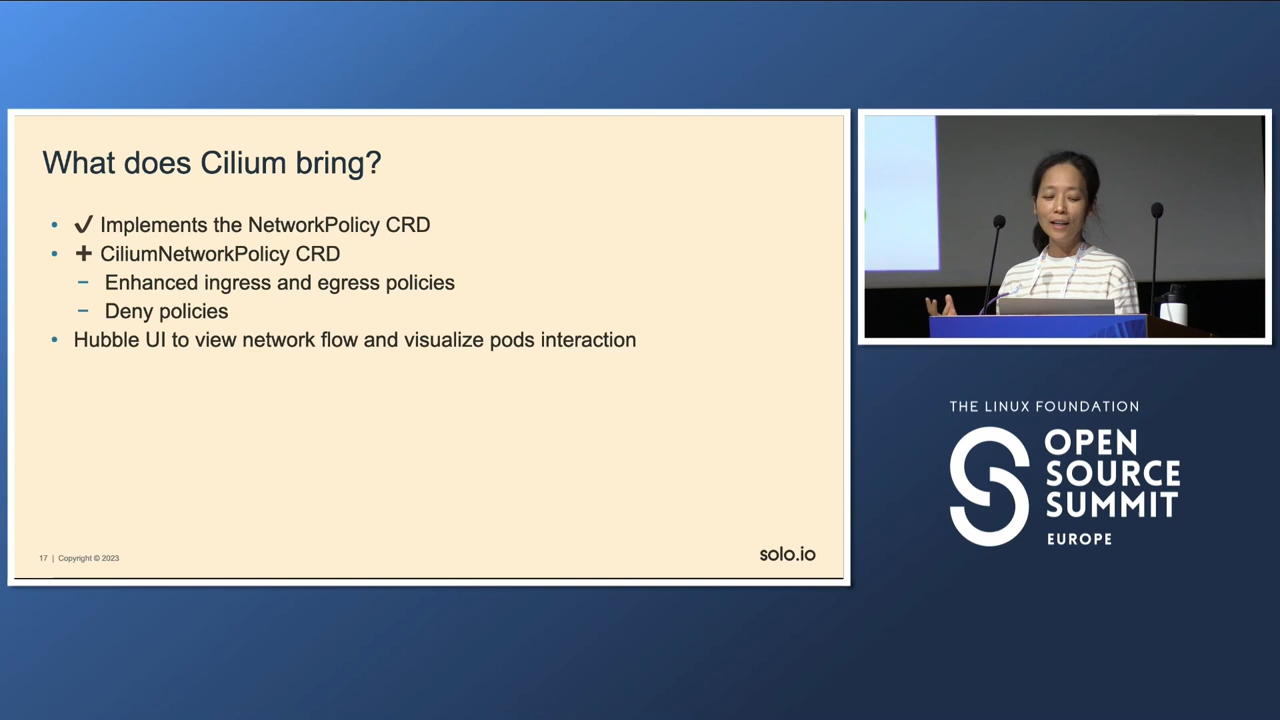 What does Cilium bring?
• ✔ Implements the NetworkPolicy CRD
• + CiliumNetworkPolicy CRD
– Enhanced ingress and egress policies
– Deny policies
• Hubble UI to view network flow and visualize pods interaction
17 | Copyright © 2023
solo.io
THE LINUX FOUNDATION
OPEN
SOURCE
SUMMIT
EUROPE